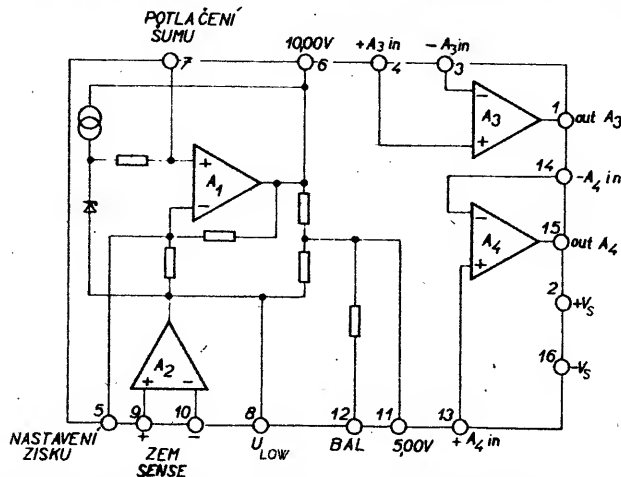 POTLAČENÍ
ŠUMU
10,00V
+A3 in
-A3 in
7
6
4
3
1
out A3
A3
-
+
14
-A4 in
+
A1
-
15
out A4
-
A4
+
2
+VS
16
-VS
A2
+ -
5
9
10
8
12
11
13
NASTAVENÍ
ZISKU
+ -
ZEM
SENSE
ULOW
BAL
5,00V
+A4 in